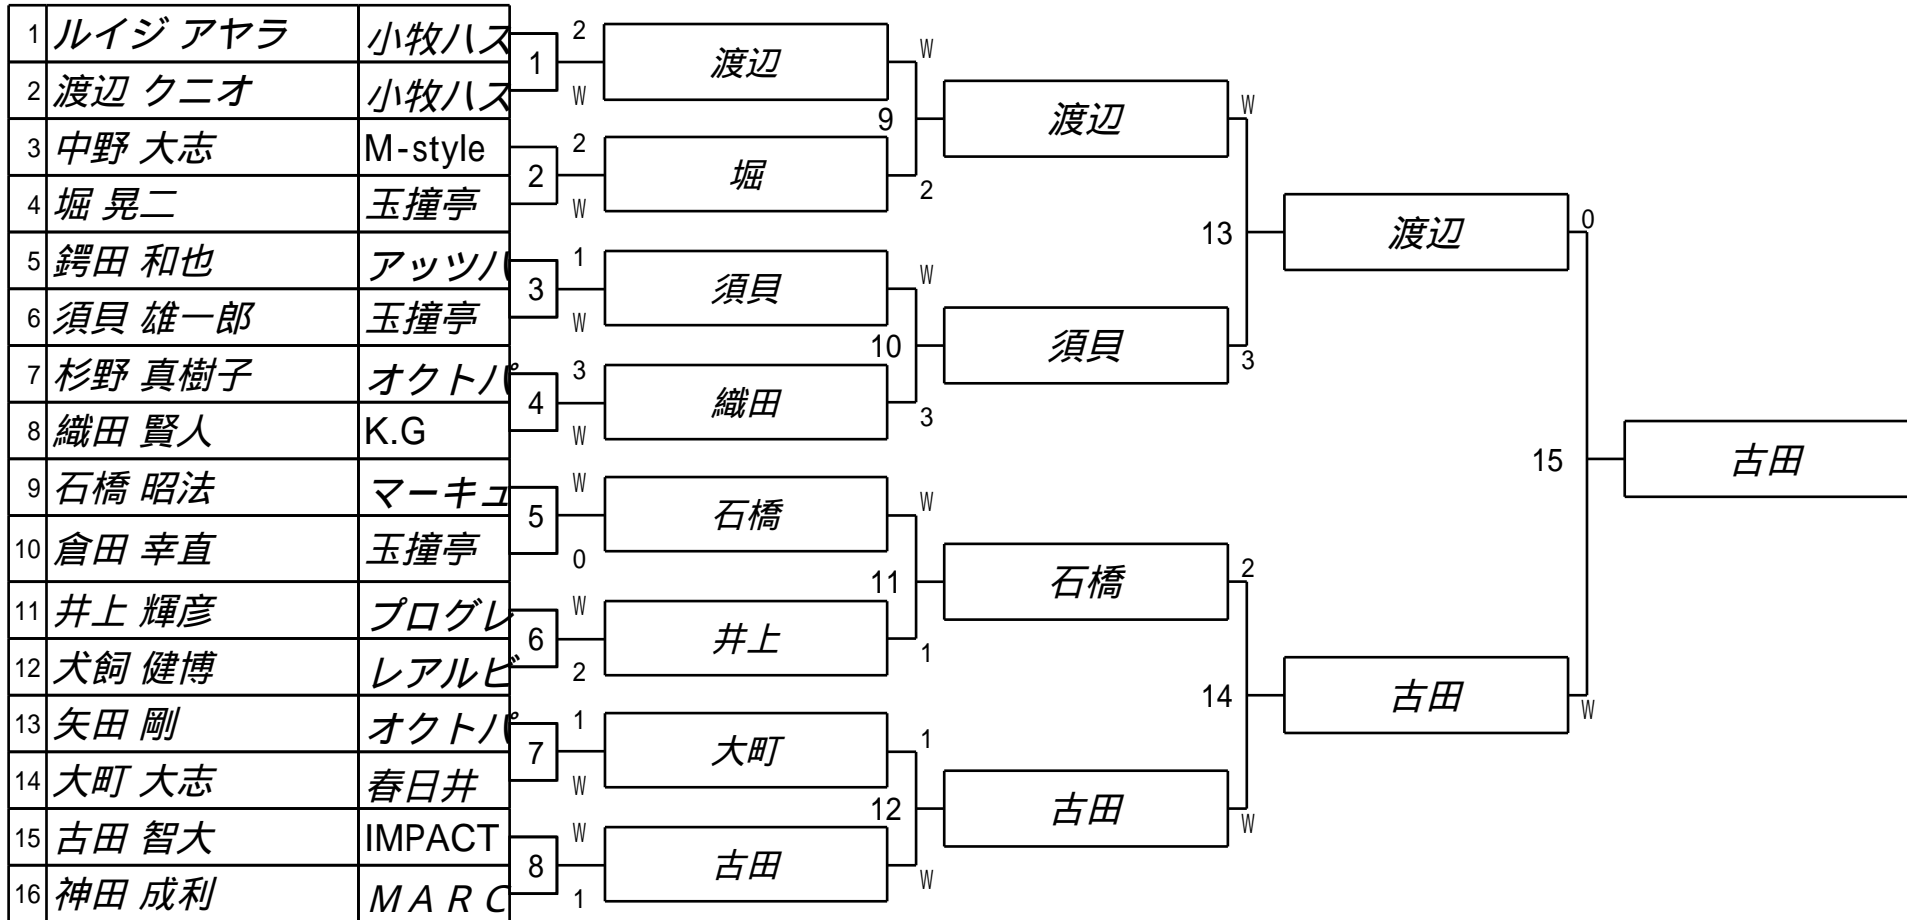 1 ルイジ アヤラ 小牧ハス
2 渡辺 クニオ 小牧ハス
3 中野 大志 M-style
4 堀 晃二 玉撞亭
5 鍔田 和也 アッツハ
6 須貝 雄一郎 玉撞亭
7 杉野 真樹子 オクトパ
8 織田 賢人 K.G
9 石橋 昭法 マーキュ
10 倉田 幸直 玉撞亭
11 井上 輝彦 プログレ
12 犬飼 健博 レアルビ
13 矢田 剛 オクトパ
14 大町 大志 春日井
15 古田 智大 IMPACT
16 神田 成利 ＭＡＲＣ
1 2 W
2 2 W
3 1 W
4 3 W
5 W 0
6 W 2
7 1 W
8 W 1
渡辺 W
9
堀 2
須貝 W
10
織田 3
石橋 W
11
井上 1
大町 1
12
古田 W
渡辺 W
13
須貝 3
石橋 2
14
古田 W
渡辺 0
15
古田 W
古田